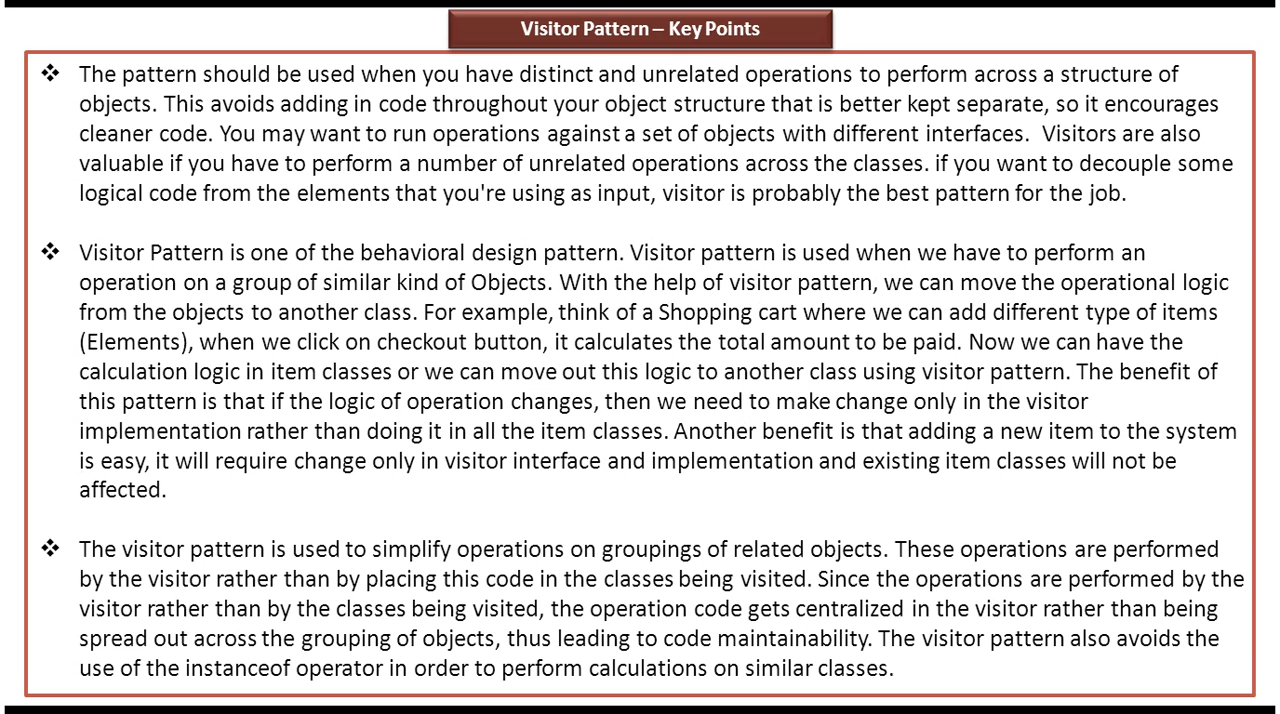 Visitor Pattern – Key Points
❖ The pattern should be used when you have distinct and unrelated operations to perform across a structure of
objects. This avoids adding in code throughout your object structure that is better kept separate, so it encourages
cleaner code. You may want to run operations against a set of objects with different interfaces.  Visitors are also
valuable if you have to perform a number of unrelated operations across the classes. if you want to decouple some
logical code from the elements that you're using as input, visitor is probably the best pattern for the job.
❖ Visitor Pattern is one of the behavioral design pattern. Visitor pattern is used when we have to perform an
operation on a group of similar kind of Objects. With the help of visitor pattern, we can move the operational logic
from the objects to another class. For example, think of a Shopping cart where we can add different type of items
(Elements), when we click on checkout button, it calculates the total amount to be paid. Now we can have the
calculation logic in item classes or we can move out this logic to another class using visitor pattern. The benefit of
this pattern is that if the logic of operation changes, then we need to make change only in the visitor
implementation rather than doing it in all the item classes. Another benefit is that adding a new item to the system
is easy, it will require change only in visitor interface and implementation and existing item classes will not be
affected.
❖ The visitor pattern is used to simplify operations on groupings of related objects. These operations are performed
by the visitor rather than by placing this code in the classes being visited. Since the operations are performed by the
visitor rather than by the classes being visited, the operation code gets centralized in the visitor rather than being
spread out across the grouping of objects, thus leading to code maintainability. The visitor pattern also avoids the
use of the instanceof operator in order to perform calculations on similar classes.